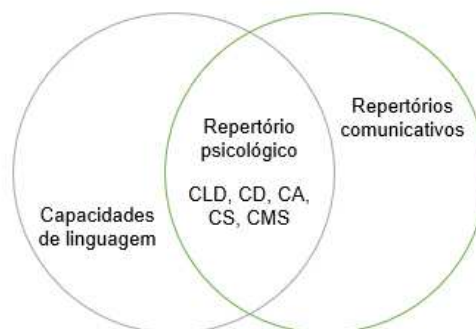 Repertórios
comunicativos
Repertório
psicológico
CLD, CD, CA,
CS, CMS
Capacidades
de linguagem